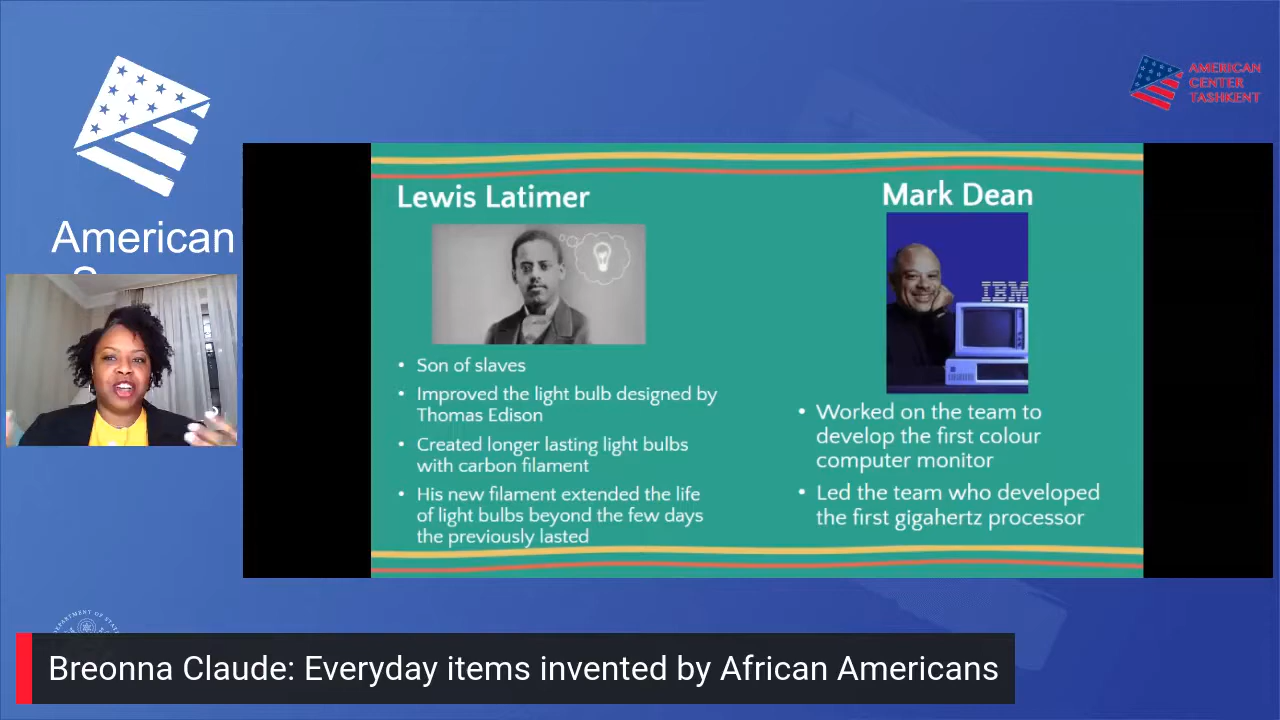 AMERICAN
CENTER
TASHKENT
American
Lewis Latimer
Mark Dean
IBM
• Son of slaves
• Improved the light bulb designed by
Thomas Edison
• Created longer lasting light bulbs
with carbon filament
• His new filament extended the life
of light bulbs beyond the few days
the previously lasted
• Worked on the team to
develop the first colour
computer monitor
• Led the team who developed
the first gigahertz processor
DEPARTMENT OF STATE
Breonna Claude: Everyday items invented by African Americans